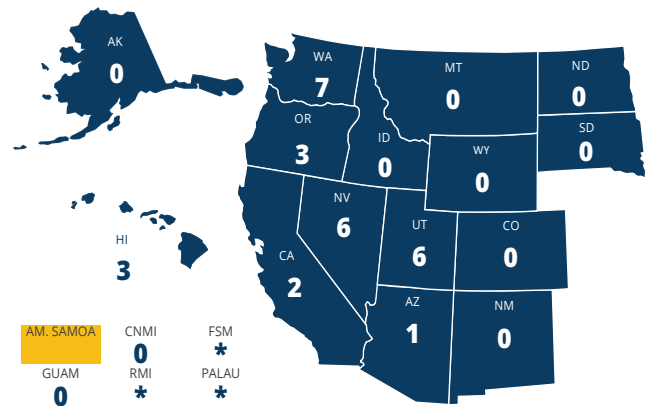 AK
0
WA
7
MT
0
ND
0
OR
3
ID
0
SD
0
WY
0
NV
6
UT
6
CO
0
HI
3
CA
2
AZ
1
NM
0
AM. SAMOA
CNMI
0
FSM
*
GUAM
0
RMI
*
PALAU
*